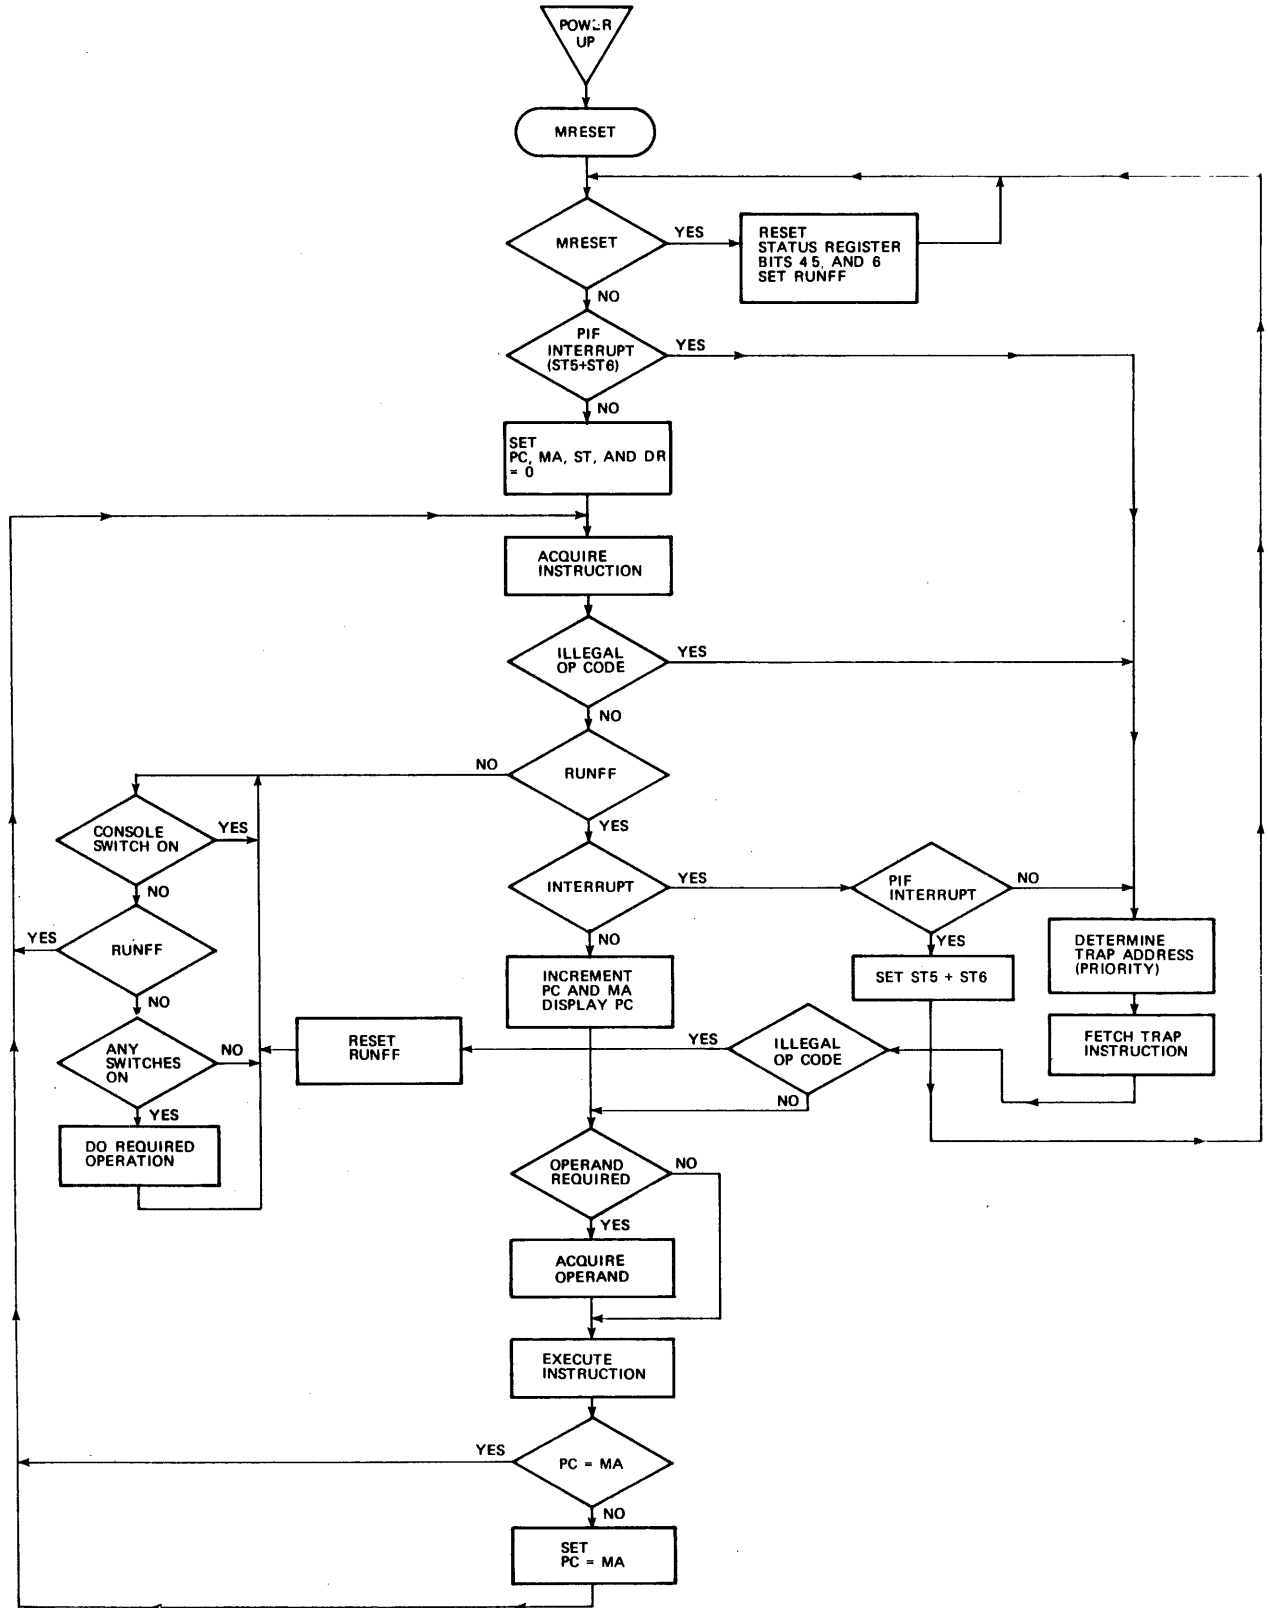 POWER
UP
MRESET
MRESET
YES
RESET
STATUS REGISTER
BITS 4 5, AND 6
SET RUNFF
NO
PIF
INTERRUPT
(ST5+ST6)
YES
NO
SET
PC, MA, ST, AND DR
= 0
ACQUIRE
INSTRUCTION
ILLEGAL
OP CODE
YES
NO
RUNFF
NO
YES
CONSOLE
SWITCH ON
YES
NO
RUNFF
YES
NO
ANY
SWITCHES
ON
NO
YES
DO REQUIRED
OPERATION
RESET
RUNFF
INTERRUPT
YES
NO
PIF
INTERRUPT
NO
YES
SET ST5 + ST6
DETERMINE
TRAP ADDRESS
(PRIORITY)
FETCH TRAP
INSTRUCTION
INCREMENT
PC AND MA
DISPLAY PC
ILLEGAL
OP CODE
YES
NO
OPERAND
REQUIRED
NO
YES
ACQUIRE
OPERAND
EXECUTE
INSTRUCTION
PC = MA
YES
NO
SET
PC = MA